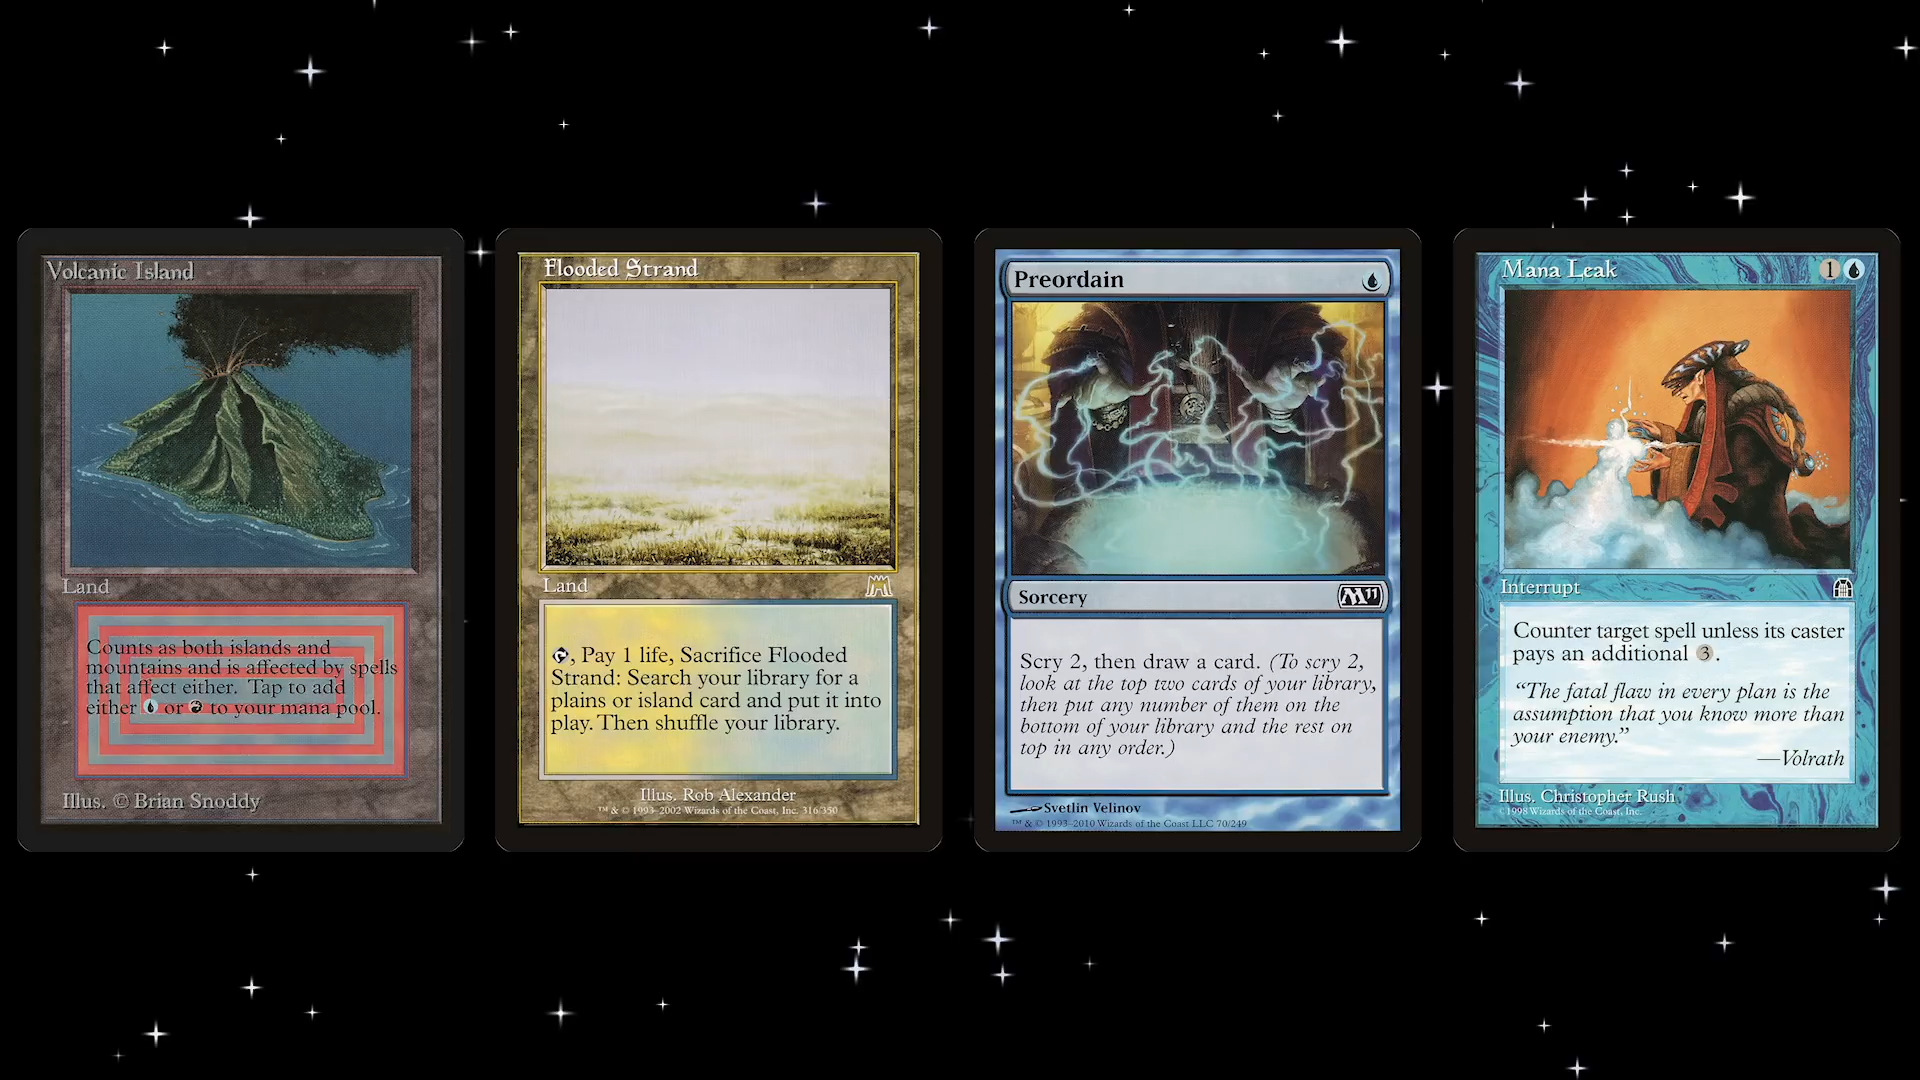 Volcanic Island
Land
Counts as both islands and
mountains and is affected by spells
that affect either. Tap to add
either or to your mana pool.
Illus. © Brian Snoddy
Flooded Strand
Land
, Pay 1 life, Sacrifice Flooded
Strand: Search your library for a
plains or island card and put it into
play. Then shuffle your library.
Illus. Rob Alexander
™ & © 1993–2002 Wizards of the Coast, Inc. 316/350
Preordain
Sorcery
M11
Scry 2, then draw a card. (To scry 2,
look at the top two cards of your library,
then put any number of them on the
bottom of your library and the rest on
top in any order.)
Svetlin Velinov
™ & © 1993–2010 Wizards of the Coast LLC 70/249
Mana Leak
1
Interrupt
Counter target spell unless its caster
pays an additional 3.
“The fatal flaw in every plan is the
assumption that you know more than
your enemy.”
—Volrath
Illus. Christopher Rush
©1998 Wizards of the Coast, Inc.